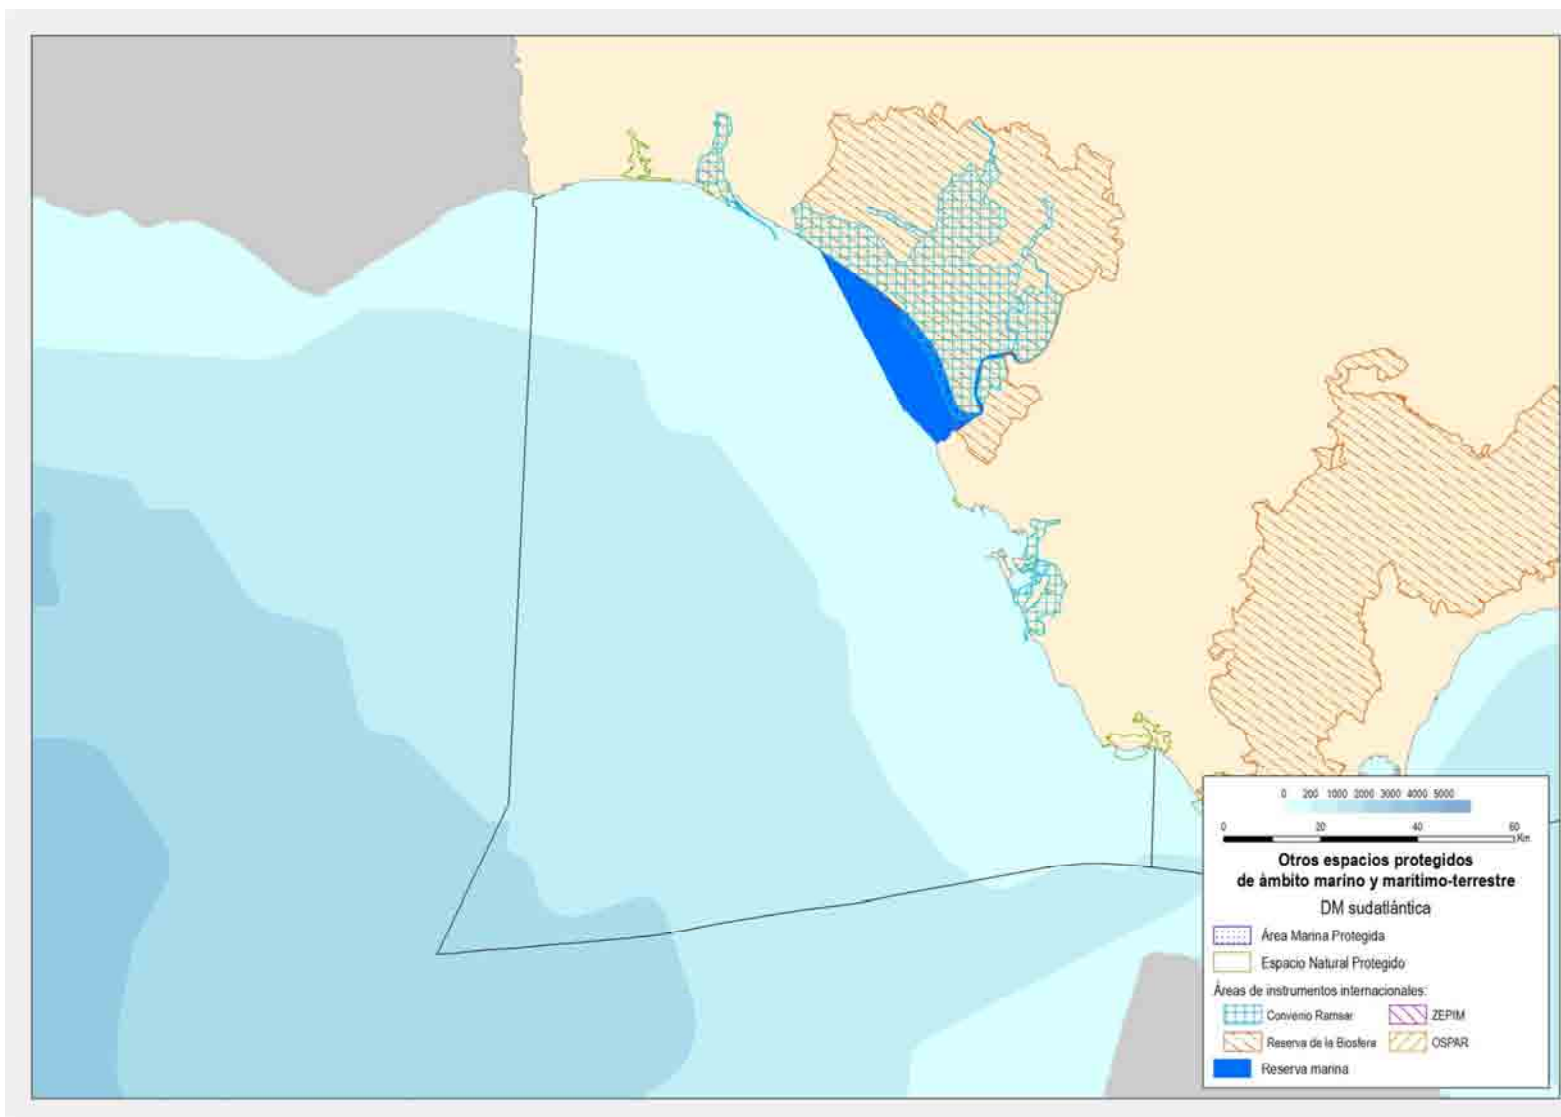 0 200 1000 2000 3000 4000 5000
0 20 40 60
Km
Otros espacios protegidos
de ámbito marino y marítimo-terrestre
DM sudatlántica
Área Marina Protegida
Espacio Natural Protegido
Áreas de instrumentos internacionales:
Convenio Ramsar ZEPIM
Reserva de la Biosfera OSPAR
Reserva marina